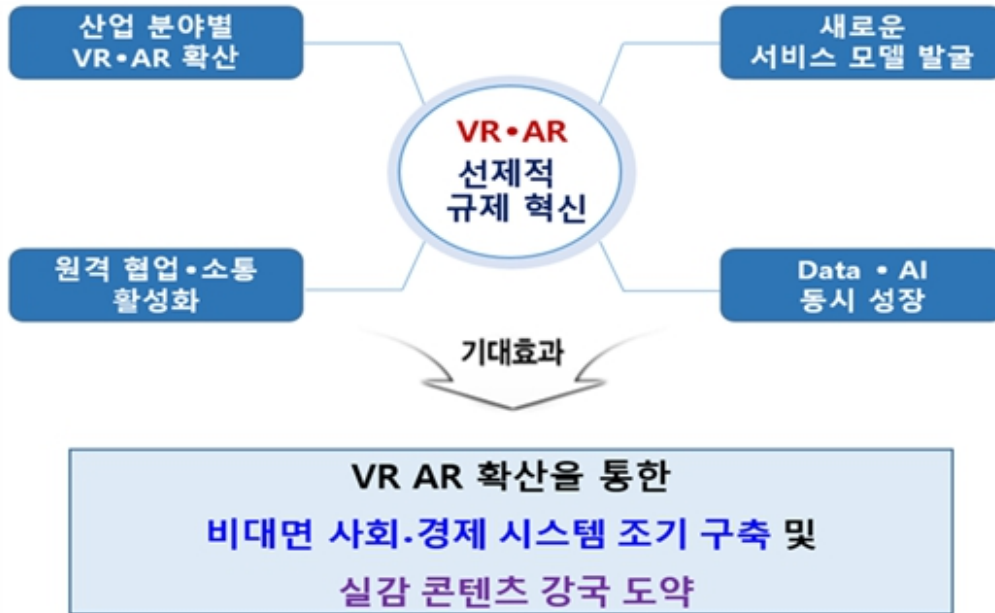 산업 분야별
VR•AR 확산
새로운
서비스 모델 발굴
VR•AR
선제적
규제 혁신
원격 협업•소통
활성화
Data • AI
동시 성장
기대효과
VR AR 확산을 통한
비대면 사회.경제 시스템 조기 구축 및
실감 콘텐츠 강국 도약